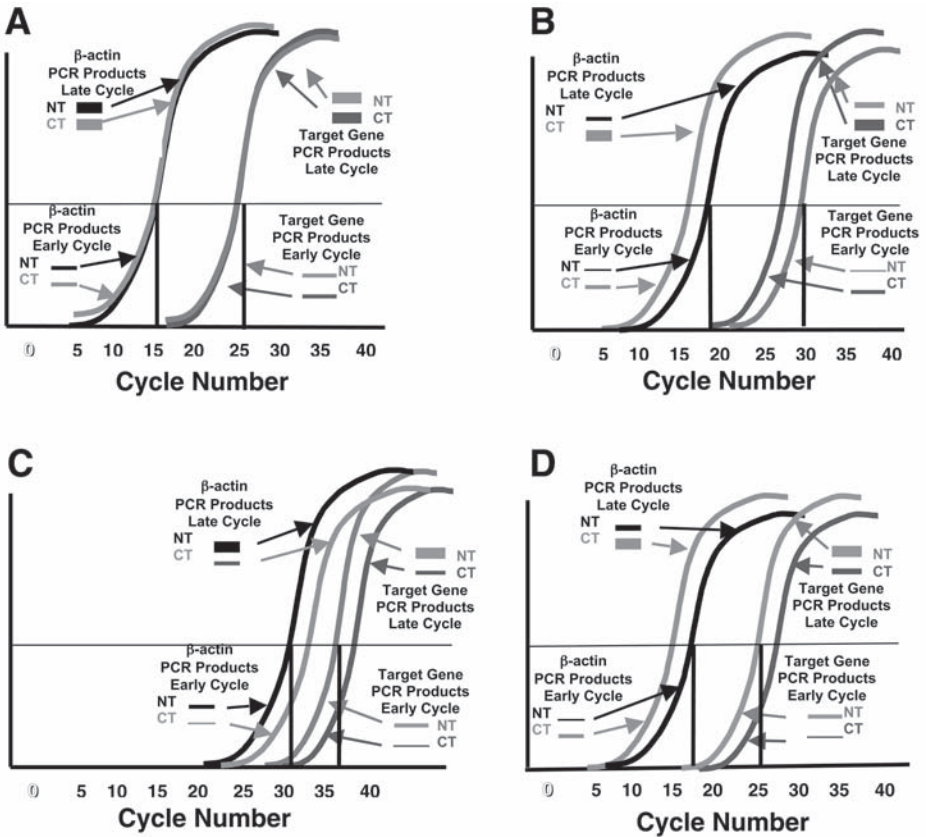 A
β-actin
PCR Products
Late Cycle
NT
CT
NT
CT
Target Gene
PCR Products
Late Cycle
β-actin
PCR Products
Early Cycle
NT
CT
Target Gene
PCR Products
Early Cycle
NT
CT
0 5 10 15 20 25 30 35 40
Cycle Number
B
β-actin
PCR Products
Late Cycle
NT
CT
NT
CT
Target Gene
PCR Products
Late Cycle
β-actin
PCR Products
Early Cycle
NT
CT
Target Gene
PCR Products
Early Cycle
NT
CT
0 5 10 15 20 25 30 35 40
Cycle Number
C
β-actin
PCR Products
Late Cycle
NT
CT
NT
CT
Target Gene
PCR Products
Late Cycle
β-actin
PCR Products
Early Cycle
NT
CT
Target Gene
PCR Products
Early Cycle
NT
CT
0 5 10 15 20 25 30 35 40
Cycle Number
D
β-actin
PCR Products
Late Cycle
NT
CT
NT
CT
Target Gene
PCR Products
Late Cycle
β-actin
PCR Products
Early Cycle
NT
CT
Target Gene
PCR Products
Early Cycle
NT
CT
0 5 10 15 20 25 30 35 40
Cycle Number